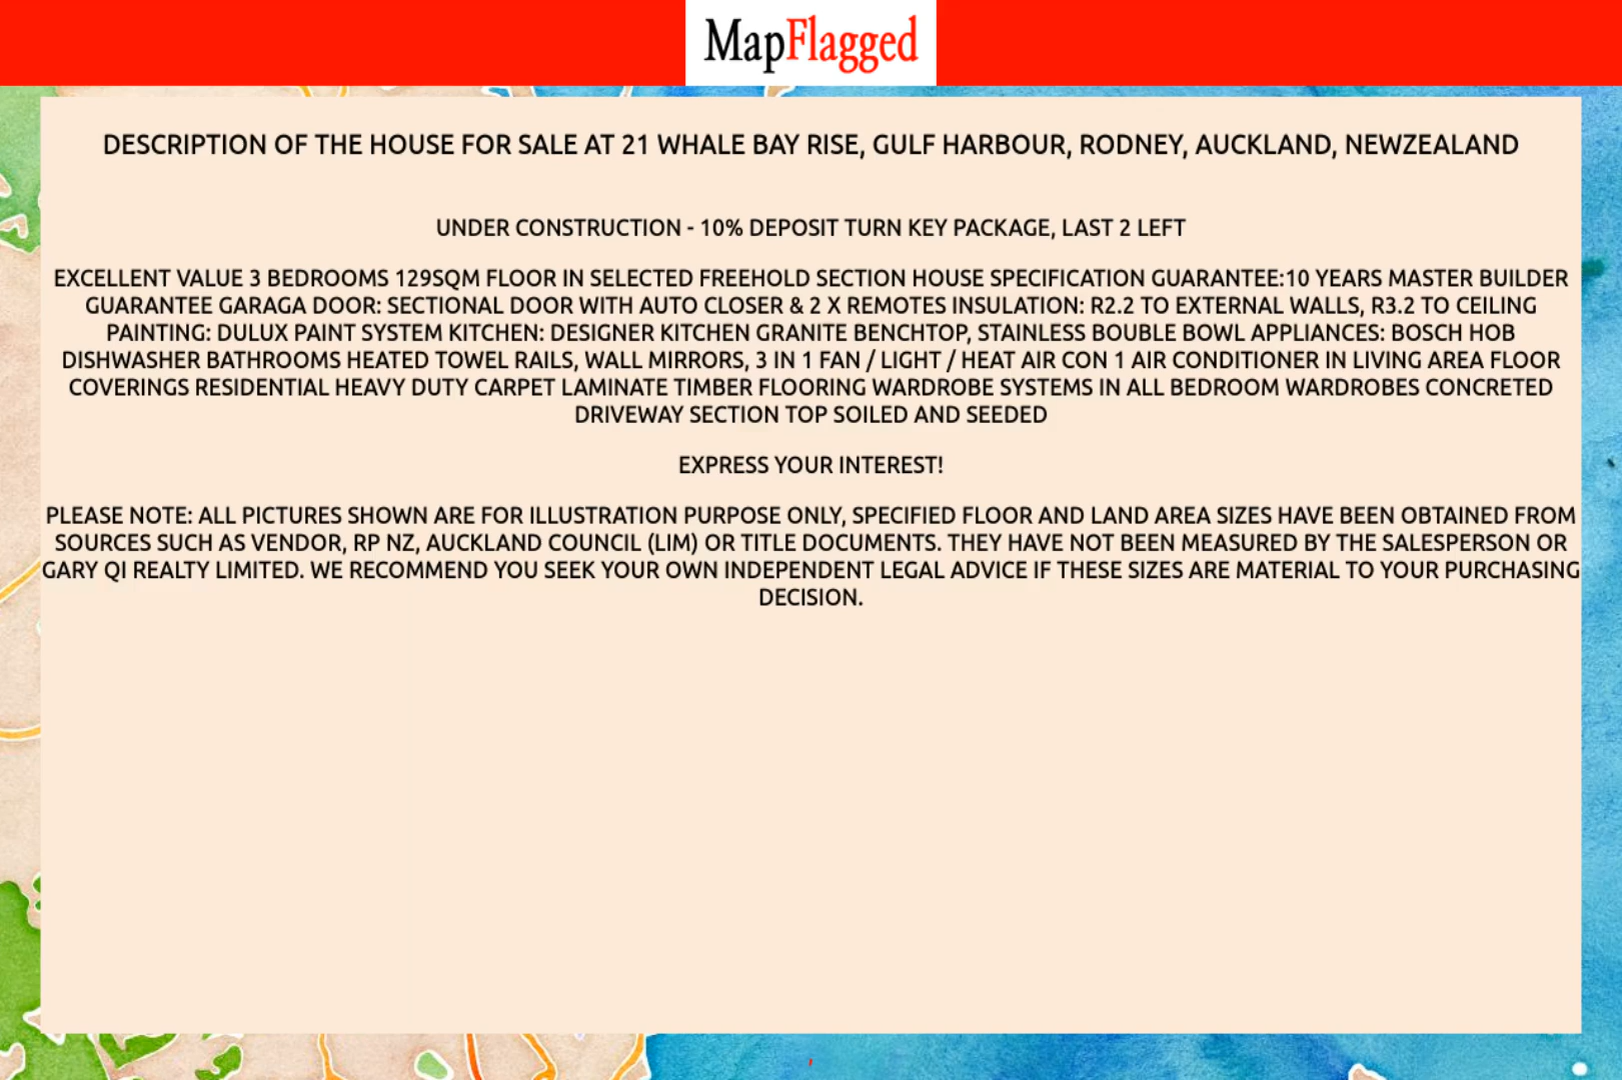 MapFlagged
DESCRIPTION OF THE HOUSE FOR SALE AT 21 WHALE BAY RISE, GULF HARBOUR, RODNEY, AUCKLAND, NEWZEALAND
UNDER CONSTRUCTION - 10% DEPOSIT TURN KEY PACKAGE, LAST 2 LEFT
EXCELLENT VALUE 3 BEDROOMS 129SQM FLOOR IN SELECTED FREEHOLD SECTION HOUSE SPECIFICATION GUARANTEE:10 YEARS MASTER BUILDER
GUARANTEE GARAGA DOOR: SECTIONAL DOOR WITH AUTO CLOSER & 2 X REMOTES INSULATION: R2.2 TO EXTERNAL WALLS, R3.2 TO CEILING
PAINTING: DULUX PAINT SYSTEM KITCHEN: DESIGNER KITCHEN GRANITE BENCHTOP, STAINLESS BOUBLE BOWL APPLIANCES: BOSCH HOB
DISHWASHER BATHROOMS HEATED TOWEL RAILS, WALL MIRRORS, 3 IN 1 FAN / LIGHT / HEAT AIR CON 1 AIR CONDITIONER IN LIVING AREA FLOOR
COVERINGS RESIDENTIAL HEAVY DUTY CARPET LAMINATE TIMBER FLOORING WARDROBE SYSTEMS IN ALL BEDROOM WARDROBES CONCRETED
DRIVEWAY SECTION TOP SOILED AND SEEDED
EXPRESS YOUR INTEREST!
PLEASE NOTE: ALL PICTURES SHOWN ARE FOR ILLUSTRATION PURPOSE ONLY, SPECIFIED FLOOR AND LAND AREA SIZES HAVE BEEN OBTAINED FROM
SOURCES SUCH AS VENDOR, RP NZ, AUCKLAND COUNCIL (LIM) OR TITLE DOCUMENTS. THEY HAVE NOT BEEN MEASURED BY THE SALESPERSON OR
GARY QI REALTY LIMITED. WE RECOMMEND YOU SEEK YOUR OWN INDEPENDENT LEGAL ADVICE IF THESE SIZES ARE MATERIAL TO YOUR PURCHASING
DECISION.